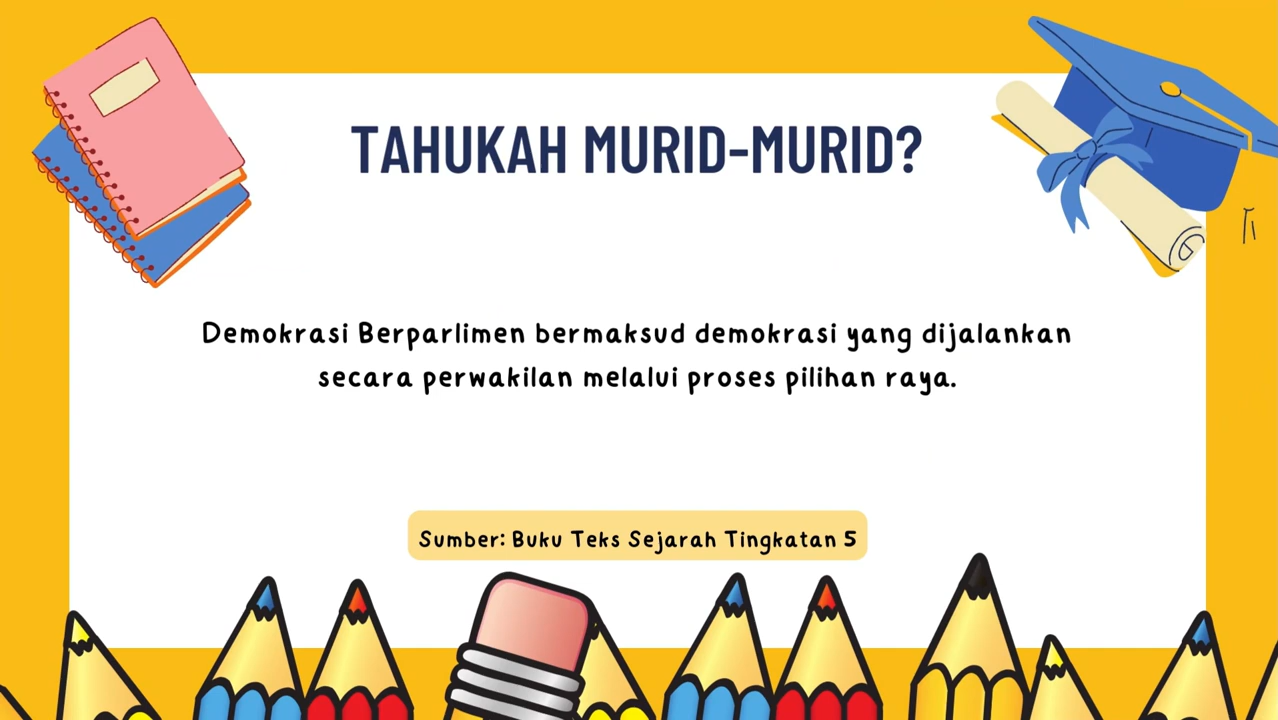 TAHUKAH MURID-MURID?
Demokrasi Berparlimen bermaksud demokrasi yang dijalankan
secara perwakilan melalui proses pilihan raya.
Sumber: Buku Teks Sejarah Tingkatan 5